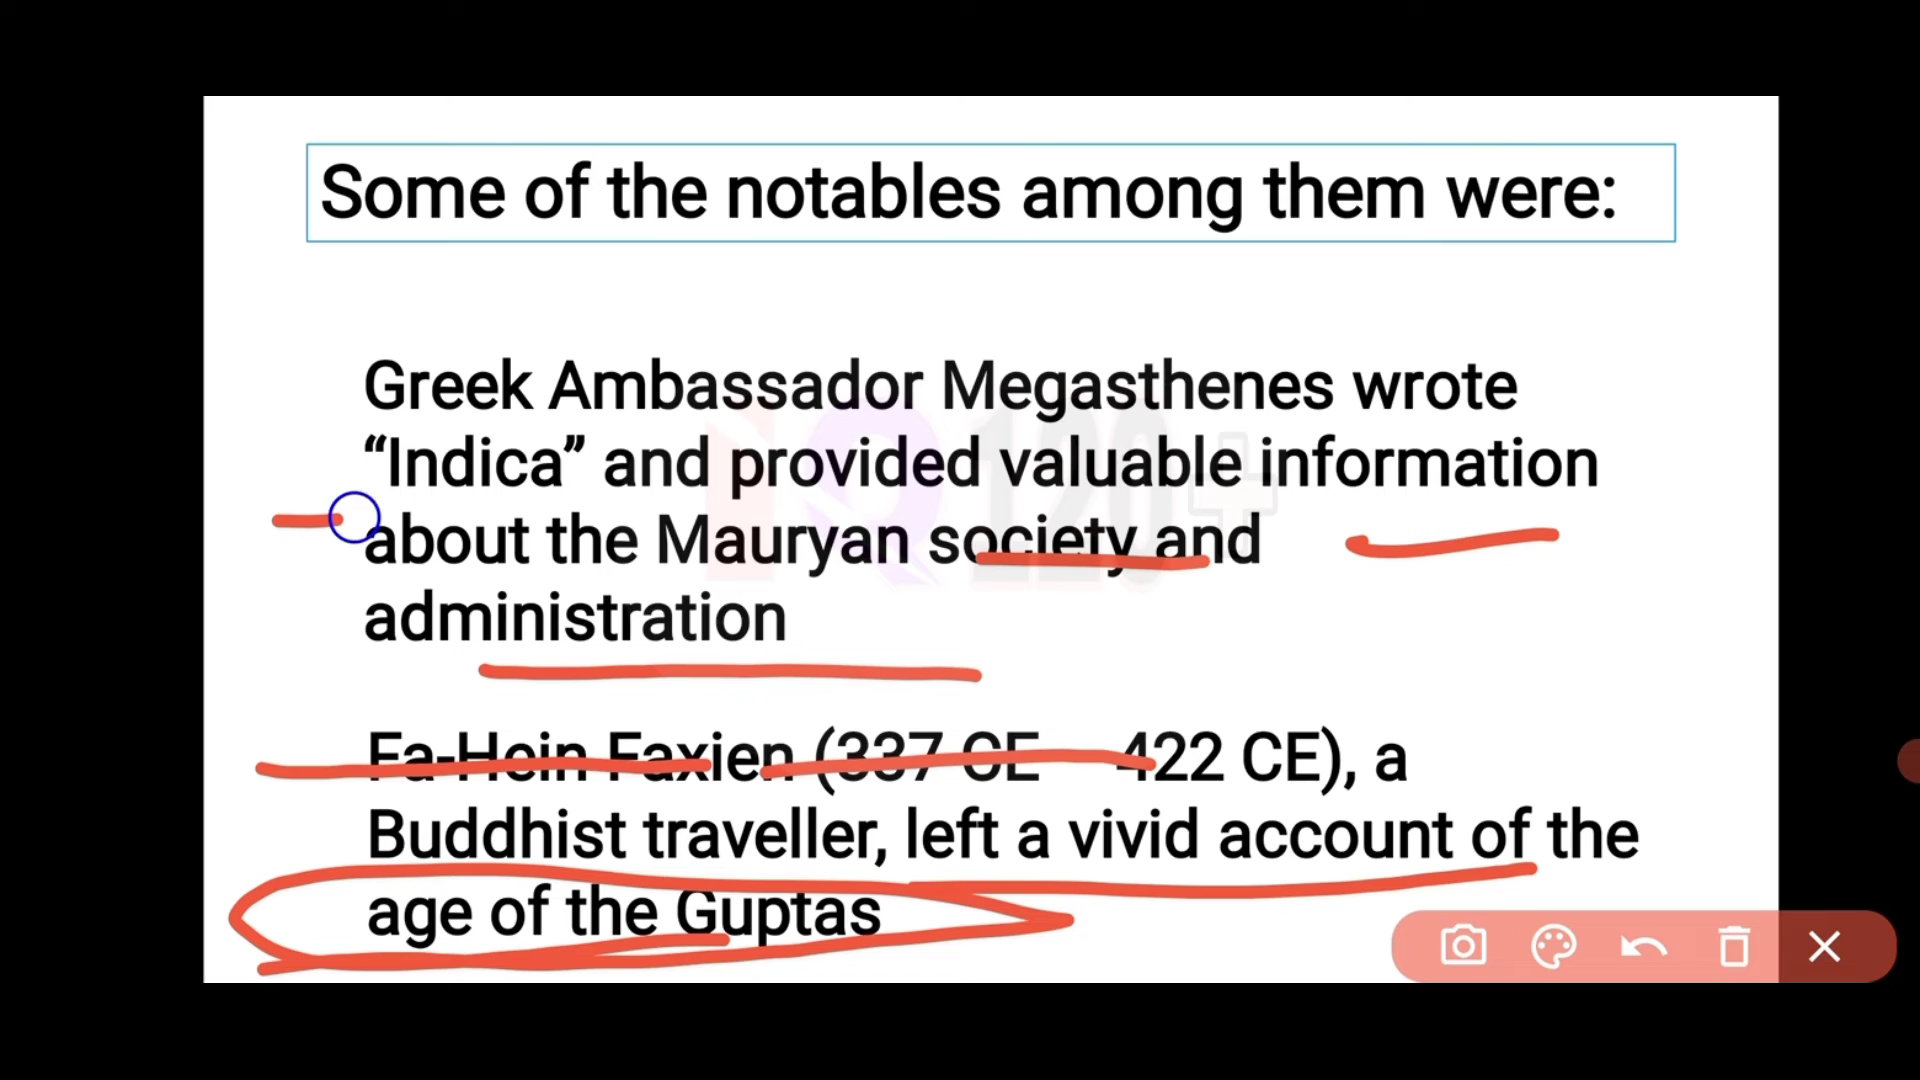 Some of the notables among them were:
Greek Ambassador Megasthenes wrote
“Indica” and provided valuable information
about the Mauryan society and
administration
Fa-Hein Faxien (337 CE 422 CE), a
Buddhist traveller, left a vivid account of the
age of the Guptas
IQ 120+